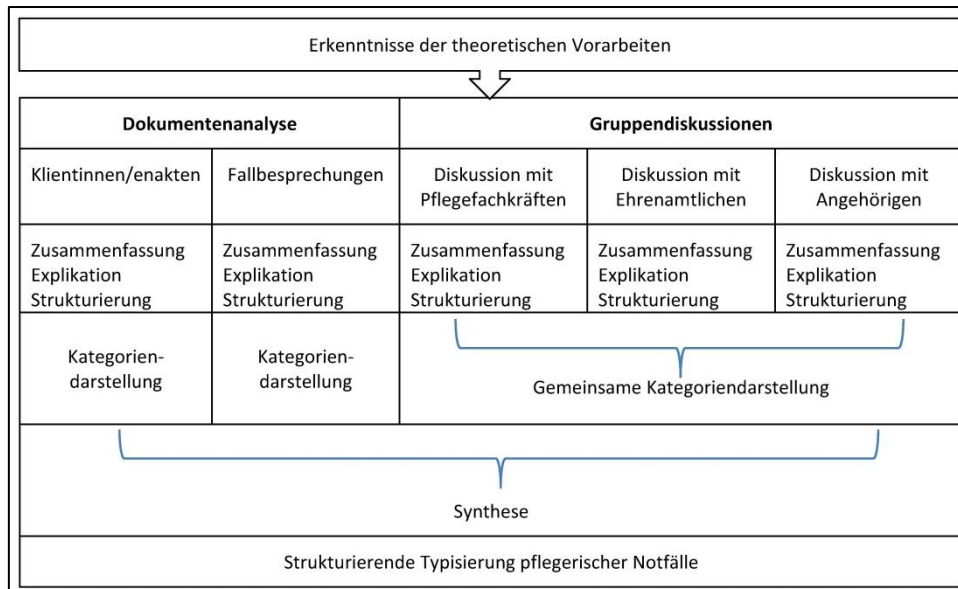 Erkenntnisse der theoretischen Vorarbeiten
Dokumentenanalyse
Gruppendiskussionen
Klientinnen/enakten
Fallbesprechungen
Diskussion mit
Pflegefachkräften
Diskussion mit
Ehrenamtlichen
Diskussion mit
Angehörigen
Zusammenfassung
Explikation
Strukturierung
Zusammenfassung
Explikation
Strukturierung
Zusammenfassung
Explikation
Strukturierung
Zusammenfassung
Explikation
Strukturierung
Zusammenfassung
Explikation
Strukturierung
Kategorien-
darstellung
Kategorien-
darstellung
Gemeinsame Kategoriendarstellung
Synthese
Strukturierende Typisierung pflegerischer Notfälle